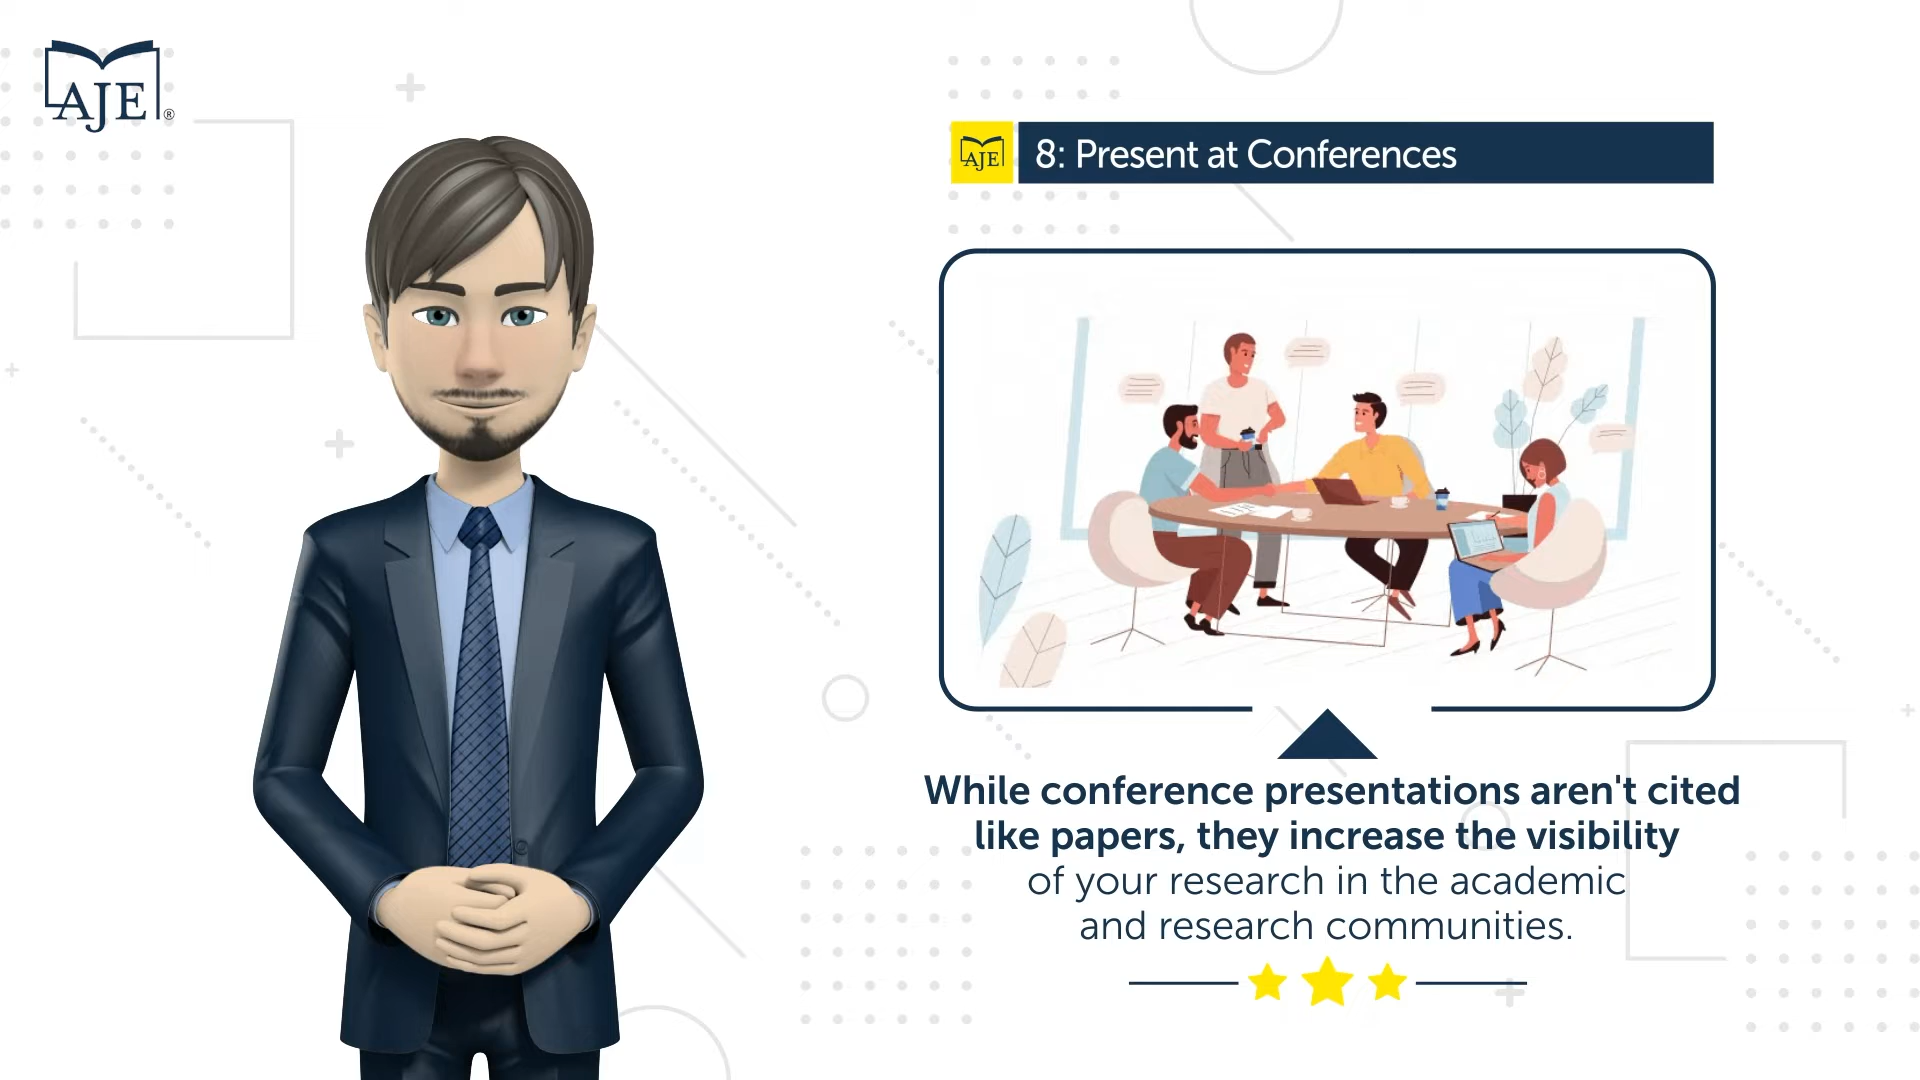 AJE®
AJE
8: Present at Conferences
While conference presentations aren't cited
like papers, they increase the visibility
of your research in the academic
and research communities.